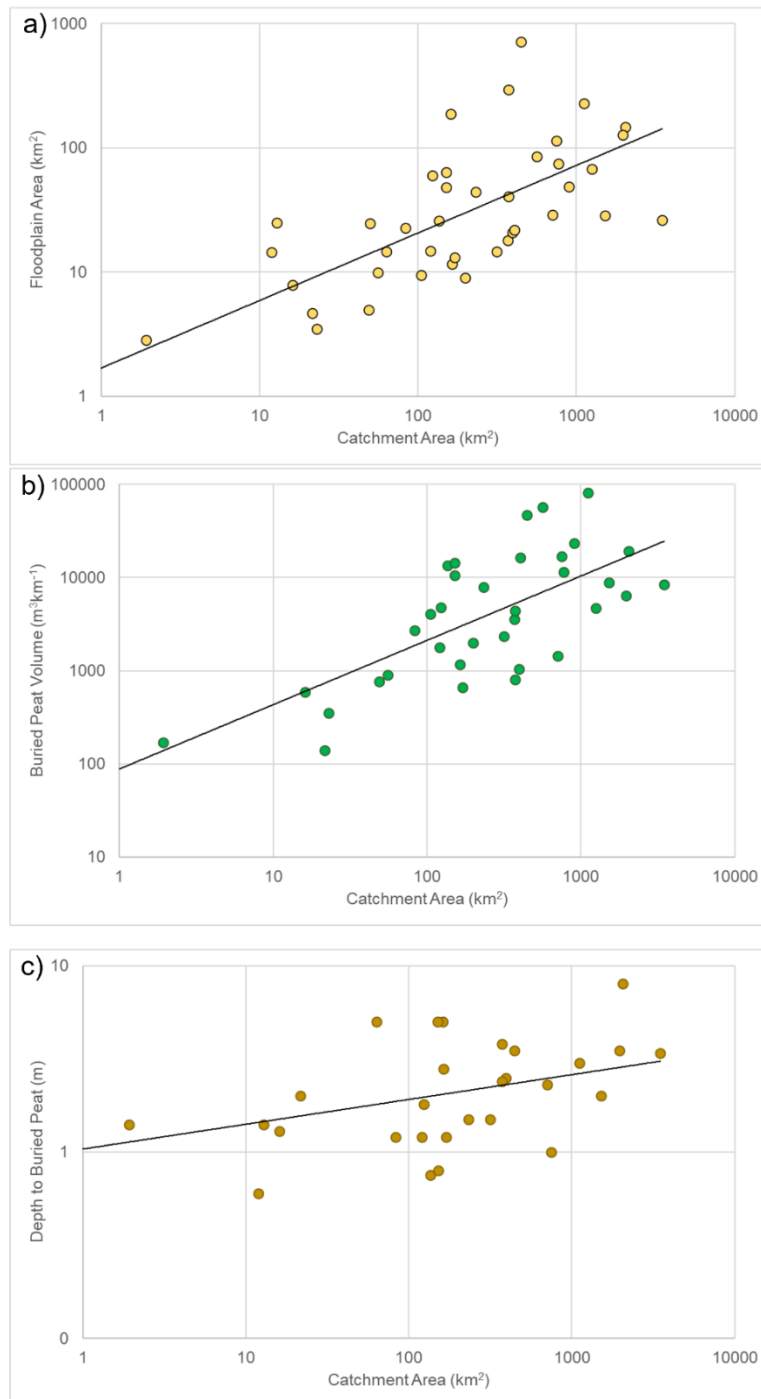 a)
1000
100
10
1
Floodplain Area (km²)
1 10 100 1000 10000
Catchment Area (km²)
b)
100000
10000
1000
100
10
Buried Peat Volume (m³km⁻¹)
1 10 100 1000 10000
Catchment Area (km²)
c)
10
1
0
Depth to Buried Peat (m)
1 10 100 1000 10000
Catchment Area (km²)